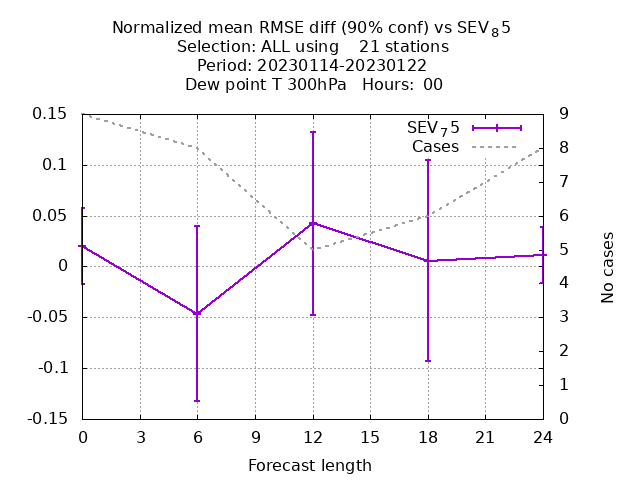 Normalized mean RMSE diff (90% conf) vs SEV₈5
Selection: ALL using    21 stations
Period: 20230114-20230122
Dew point T 300hPa   Hours:  00
SEV₇5
Cases
0.15
0.1
0.05
0
-0.05
-0.1
-0.15
9
8
7
6
5
4
3
2
1
0
No cases
0 3 6 9 12 15 18 21 24
Forecast length